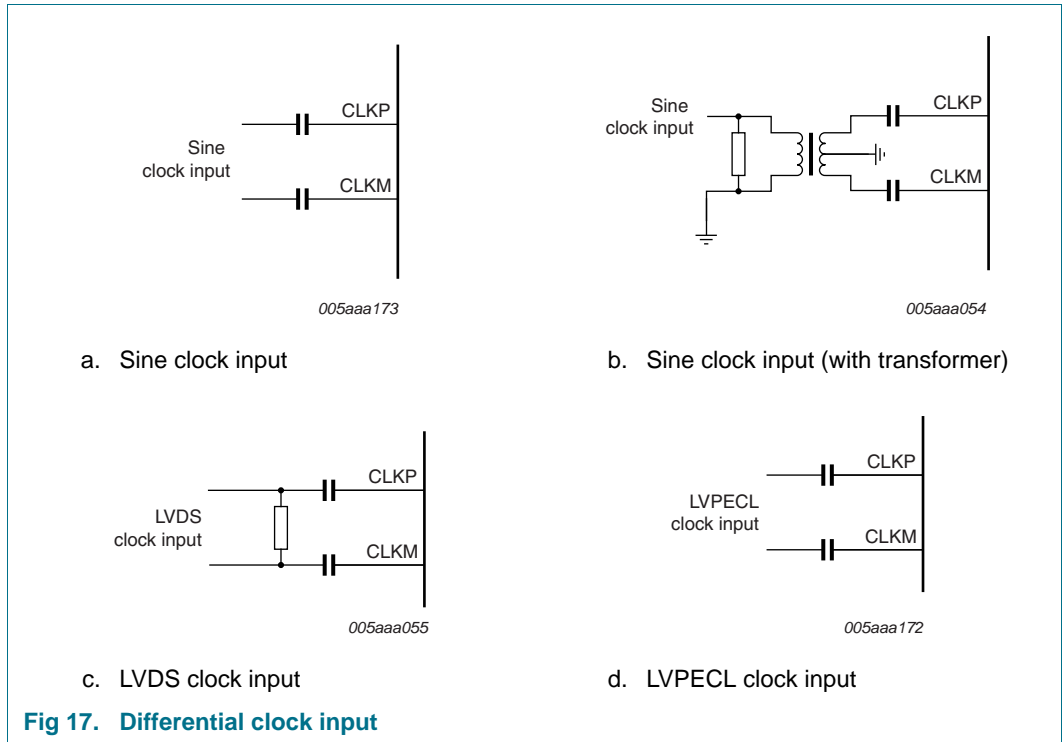 CLKP
Sine
clock input
CLKM
005aaa173
a. Sine clock input
Sine
clock input
CLKP
CLKM
005aaa054
b. Sine clock input (with transformer)
CLKP
LVDS
clock input
CLKM
005aaa055
c. LVDS clock input
CLKP
LVPECL
clock input
CLKM
005aaa172
d. LVPECL clock input
Fig 17. Differential clock input